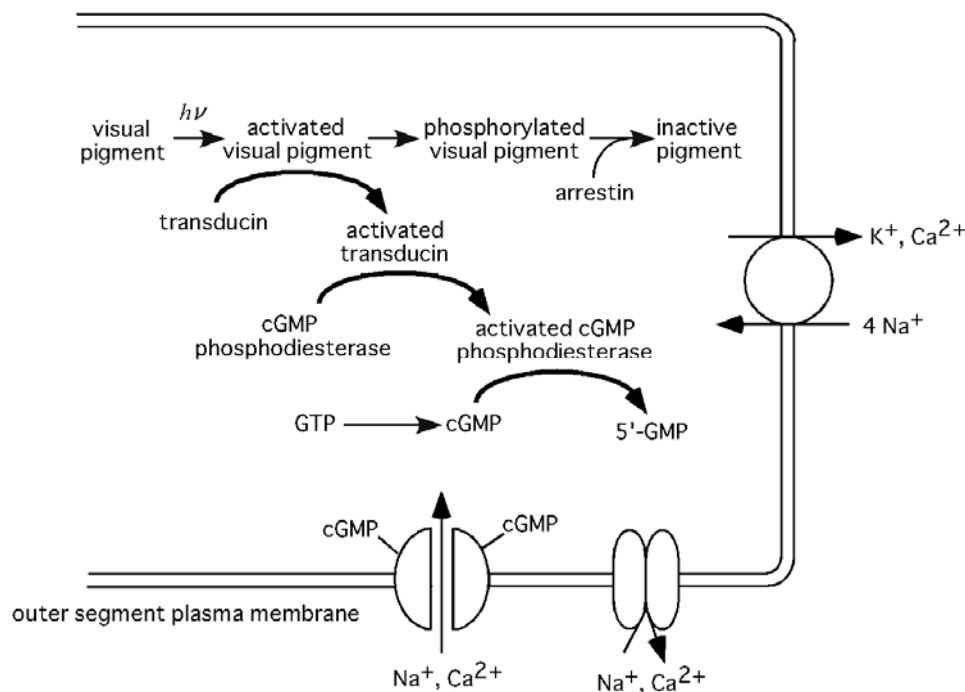 visual
pigment
hν
activated
visual pigment
phosphorylated
visual pigment
inactive
pigment
arrestin
transducin
activated
transducin
K⁺, Ca²⁺
4 Na⁺
cGMP
phosphodiesterase
activated cGMP
phosphodiesterase
GTP
cGMP
5'-GMP
cGMP
cGMP
outer segment plasma membrane
Na⁺, Ca²⁺
Na⁺, Ca²⁺